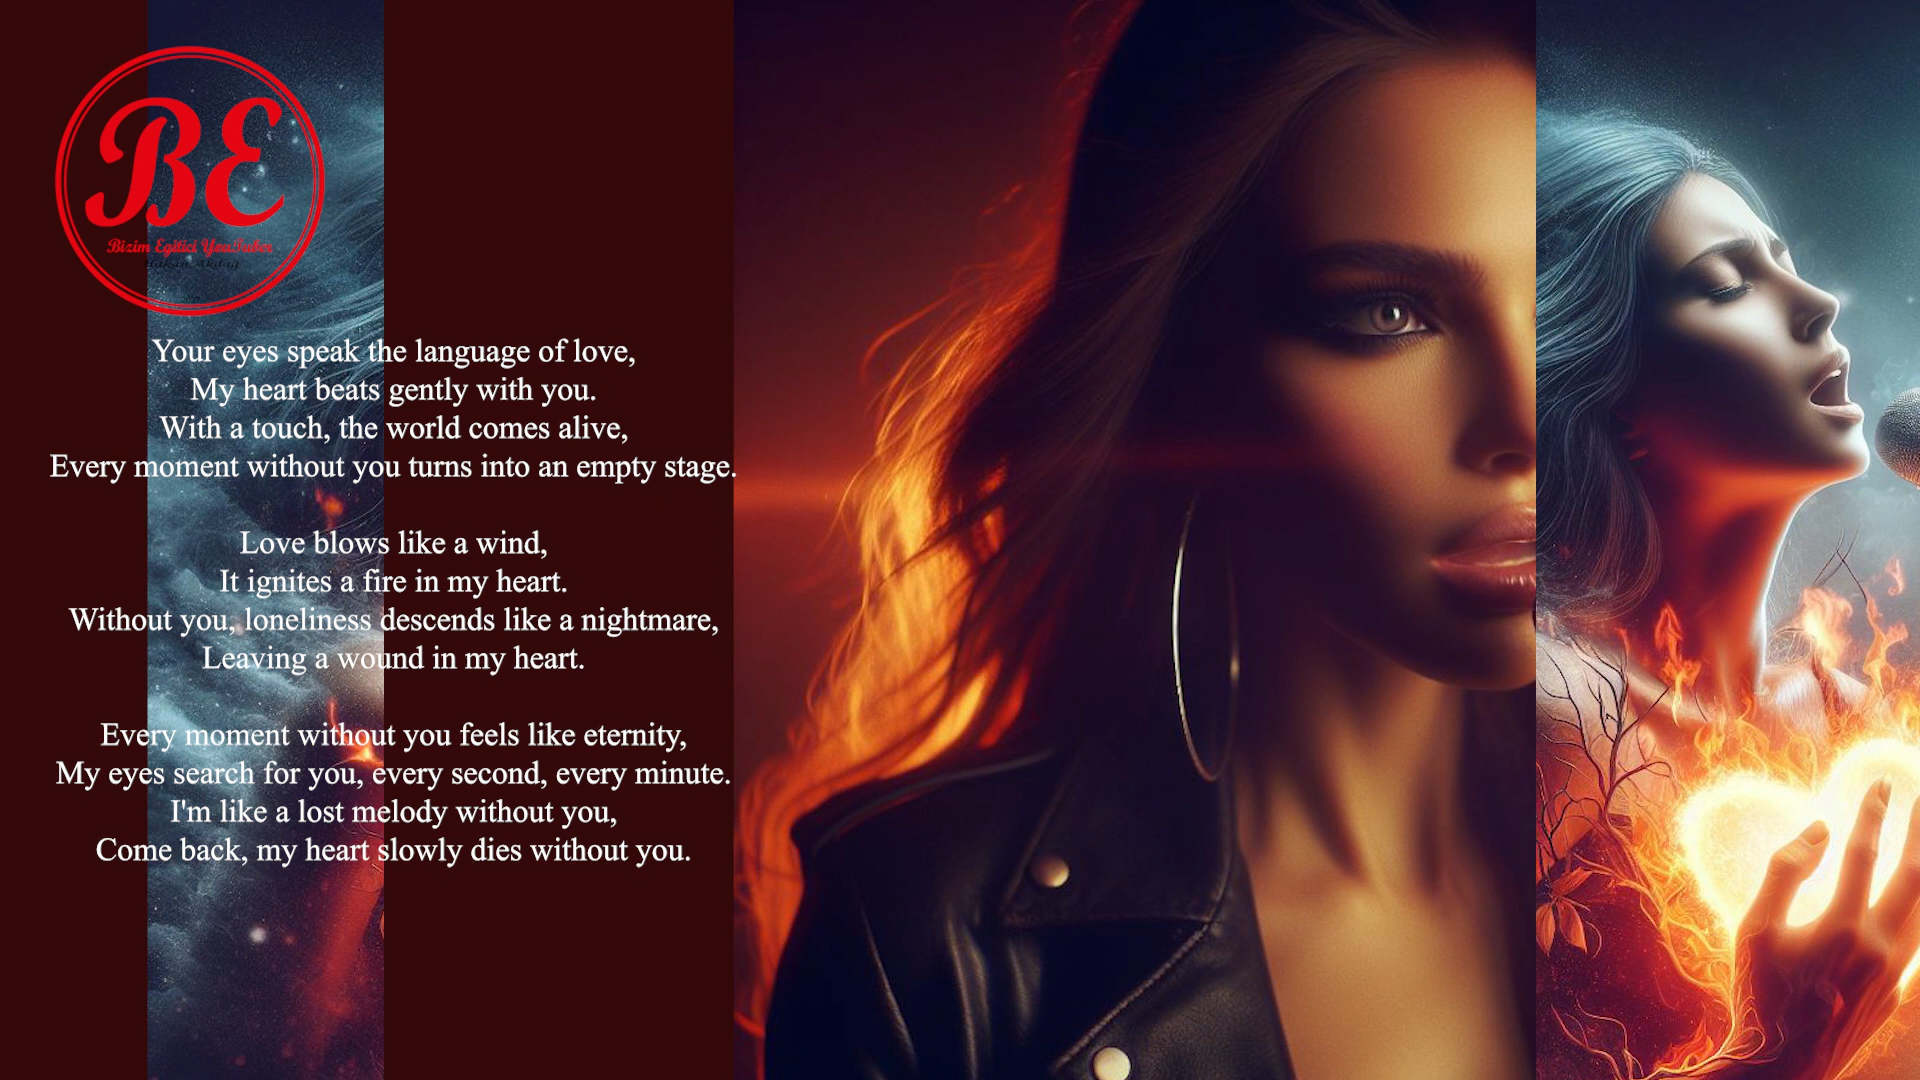 BE
Bizim Eğitici YouTuber
Your eyes speak the language of love,
My heart beats gently with you.
With a touch, the world comes alive,
Every moment without you turns into an empty stage.
Love blows like a wind,
It ignites a fire in my heart.
Without you, loneliness descends like a nightmare,
Leaving a wound in my heart.
Every moment without you feels like eternity,
My eyes search for you, every second, every minute.
I'm like a lost melody without you,
Come back, my heart slowly dies without you.